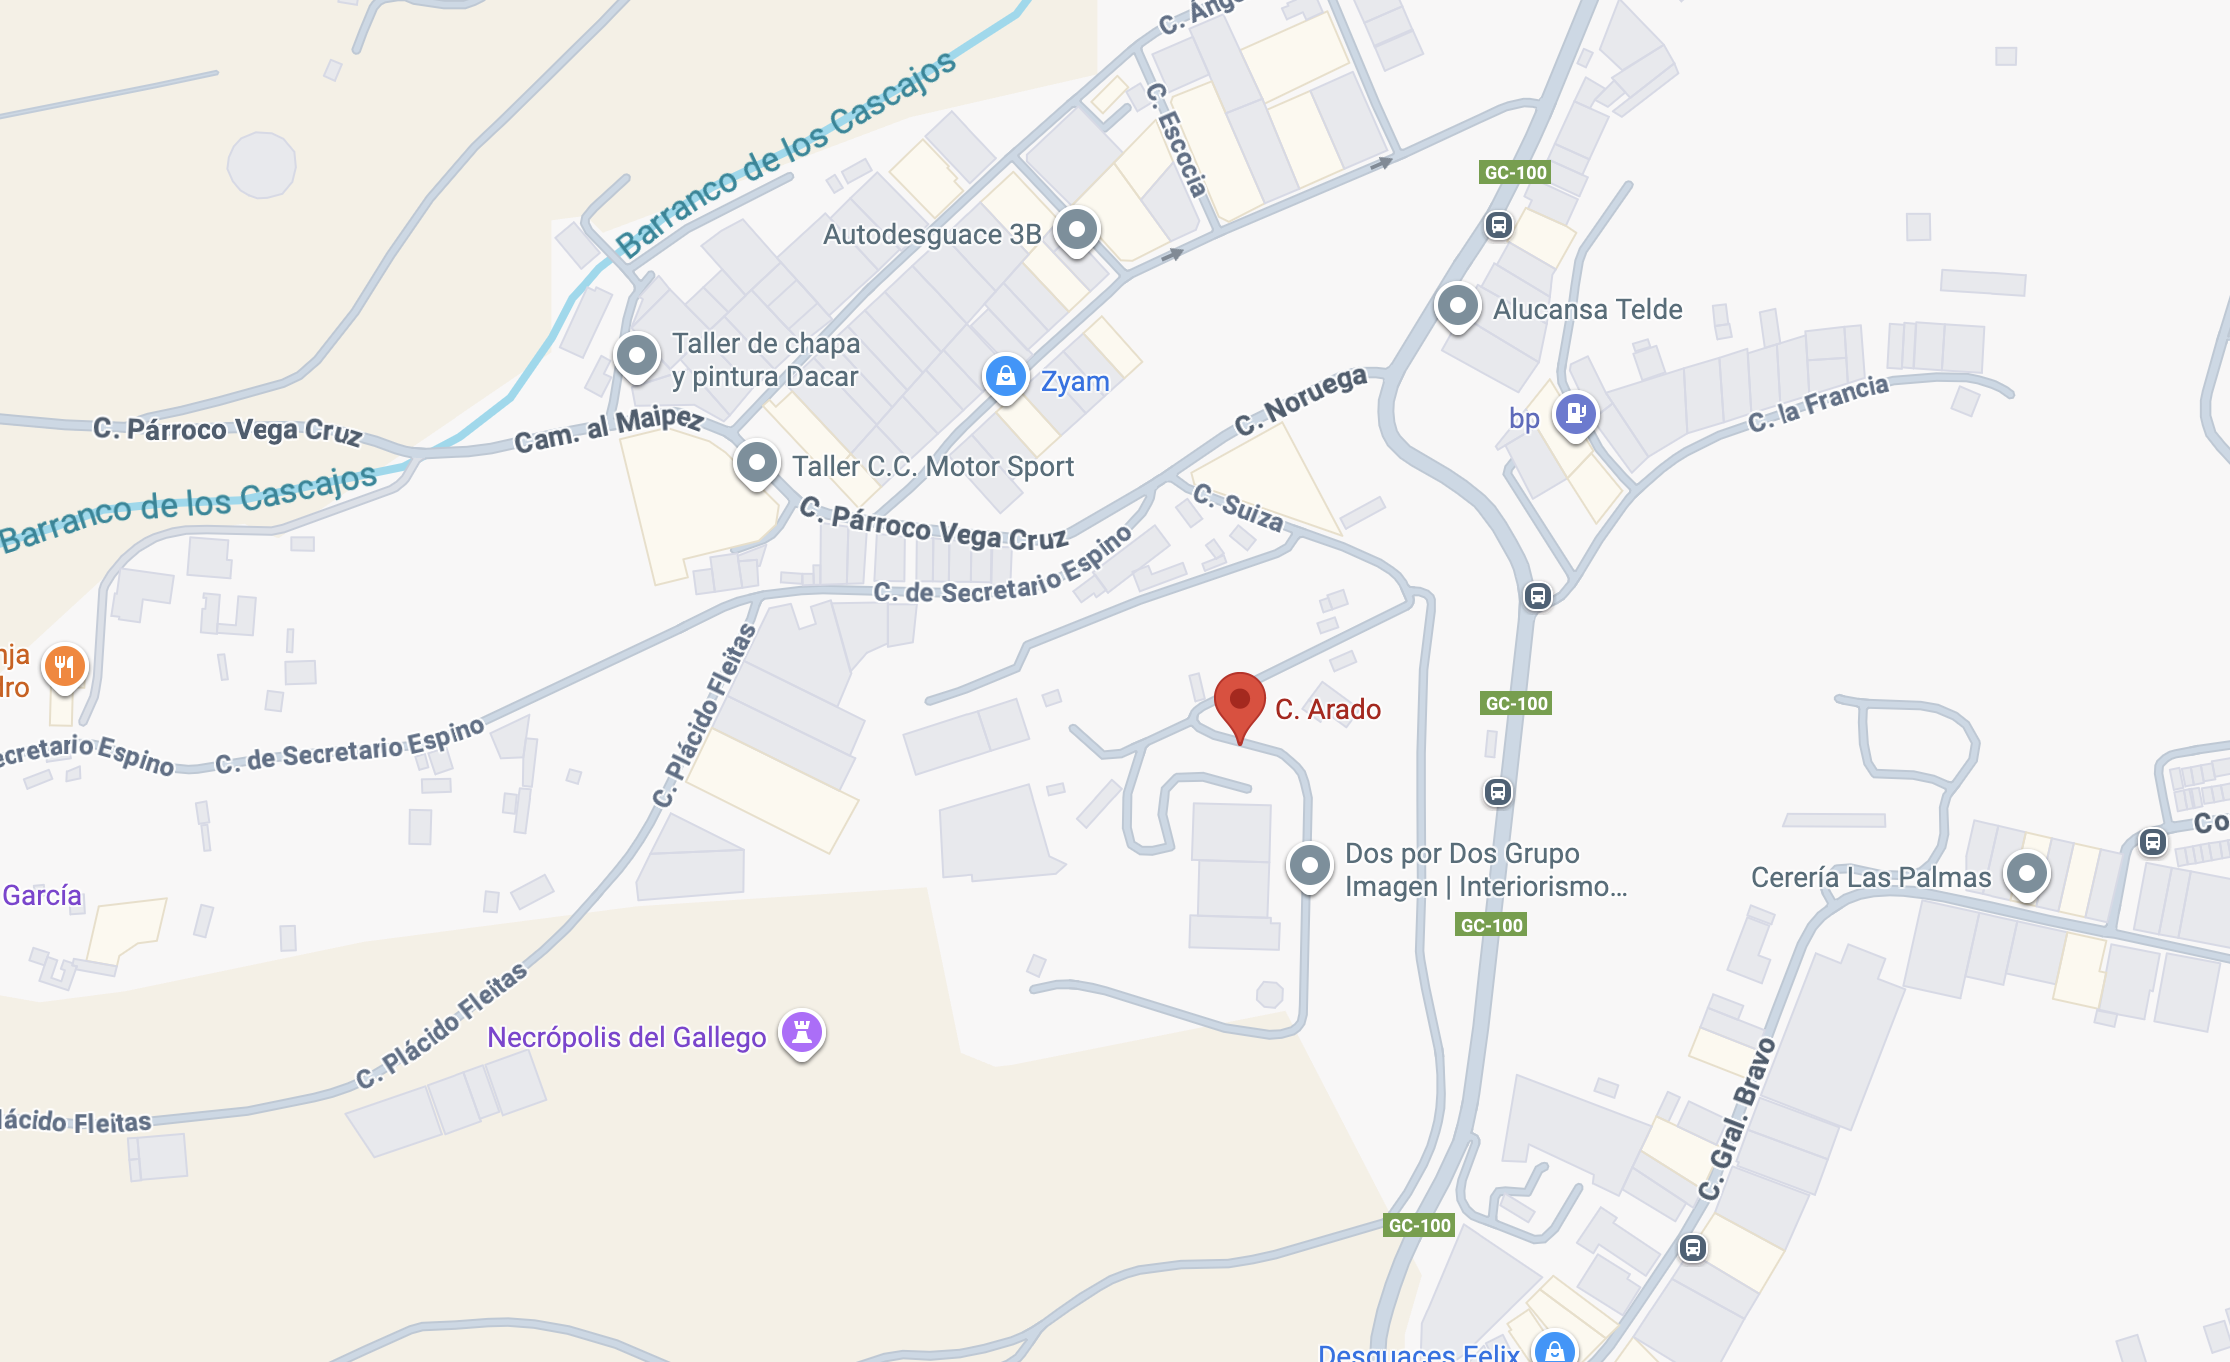 C. Ánge
Barranco de los Cascajos
C. Escocia
GC-100
Autodesguace 3B
Alucansa Telde
Taller de chapa
y pintura Dacar
Zyam
C. Noruega
bp
C. la Francia
C. Párroco Vega Cruz
Cam. al Maipez
Taller C.C. Motor Sport
Barranco de los Cascajos
C. Suiza
C. Párroco Vega Cruz
C. de Secretario Espino
nja
dro
C. Plácido Fleitas
GC-100
C. Arado
ecretario Espino
C. de Secretario Espino
Co
Dos por Dos Grupo
Imagen | Interiorismo...
Cerería Las Palmas
García
GC-100
C. Plácido Fleitas
Necrópolis del Gallego
C. Gral. Bravo
lácido Fleitas
GC-100
Desguaces Felix